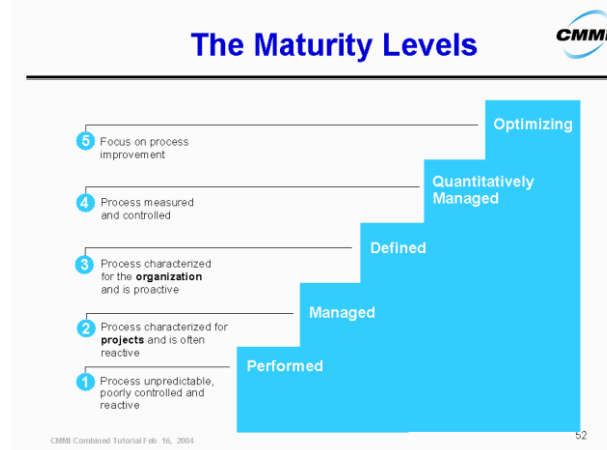 The Maturity Levels
CMMI
Optimizing
5 Focus on process
improvement
Quantitatively
Managed
4 Process measured
and controlled
Defined
3 Process characterized
for the organization
and is proactive
Managed
2 Process characterized for
projects and is often
reactive
Performed
1 Process unpredictable,
poorly controlled and
reactive
CMMI Combined Tutorial Feb 16, 2004
52